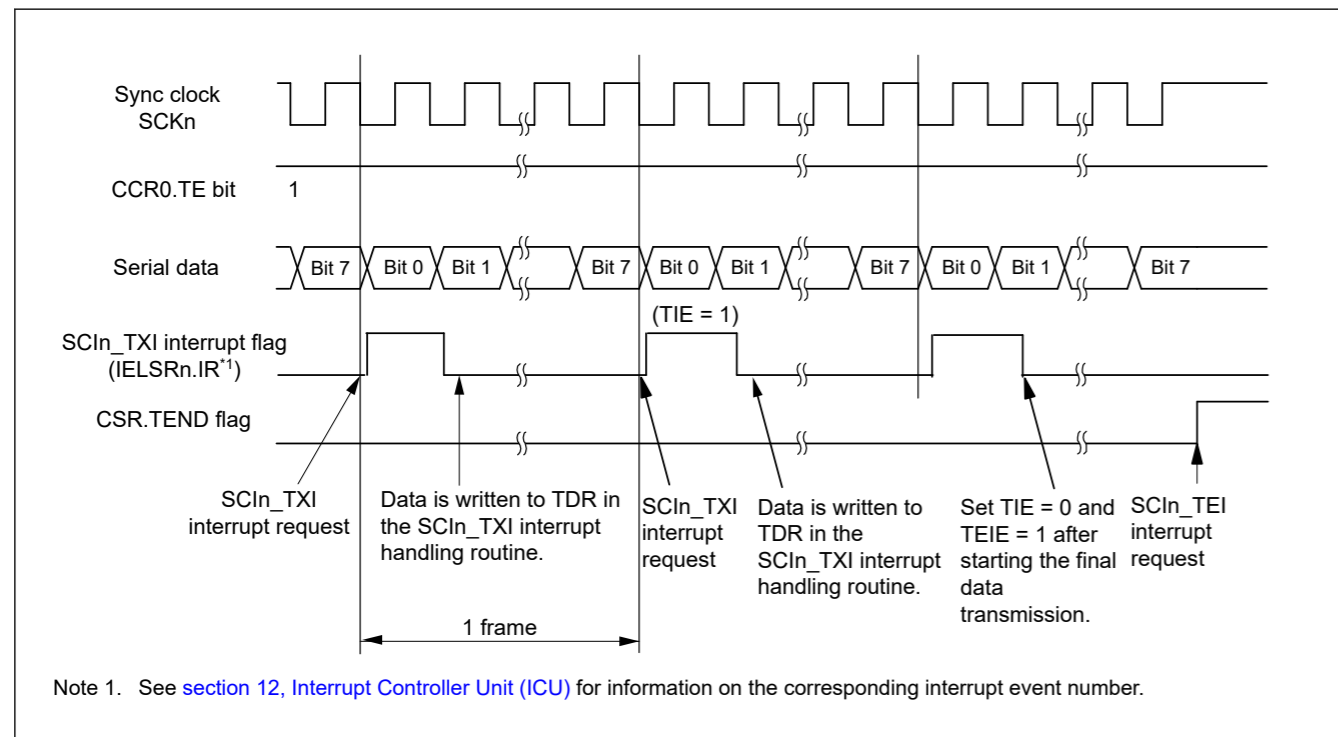 Sync clock
SCKn
CCR0.TE bit 1
Serial data Bit 7 Bit 0 Bit 1 Bit 7 Bit 0 Bit 1 Bit 7 Bit 0 Bit 1 Bit 7
(TIE = 1)
SCIn_TXI interrupt flag
(IELSRn.IR*1)
CSR.TEND flag
SCIn_TXI
interrupt request
Data is written to TDR in
the SCIn_TXI interrupt
handling routine.
SCIn_TXI
interrupt
request
Data is written to
TDR in the
SCIn_TXI interrupt
handling routine.
Set TIE = 0 and
TEIE = 1 after
starting the final
data
transmission.
SCIn_TEI
interrupt
request
1 frame
Note 1. See section 12, Interrupt Controller Unit (ICU) for information on the corresponding interrupt event number.